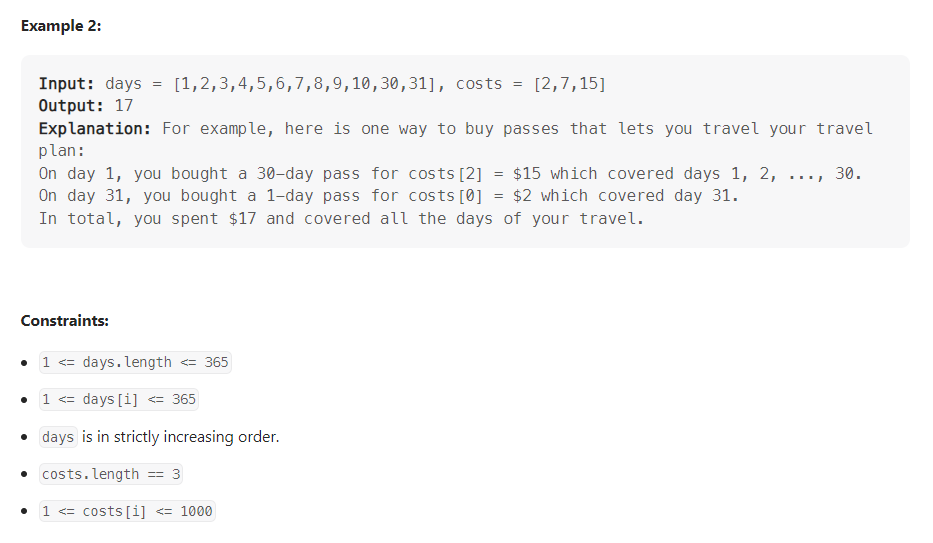 Example 2:
Input: days = [1,2,3,4,5,6,7,8,9,10,30,31], costs = [2,7,15]
Output: 17
Explanation: For example, here is one way to buy passes that lets you travel your travel
plan:
On day 1, you bought a 30-day pass for costs[2] = $15 which covered days 1, 2, ..., 30.
On day 31, you bought a 1-day pass for costs[0] = $2 which covered day 31.
In total, you spent $17 and covered all the days of your travel.
Constraints:
• 1 <= days.length <= 365
• 1 <= days[i] <= 365
• days is in strictly increasing order.
• costs.length == 3
• 1 <= costs[i] <= 1000